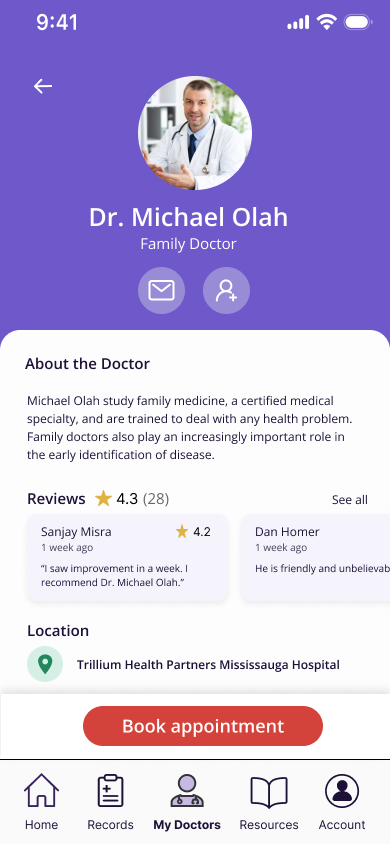 9:41
Dr. Michael Olah
Family Doctor
About the Doctor
Michael Olah study family medicine, a certified medical
specialty, and are trained to deal with any health problem.
Family doctors also play an increasingly important role in
the early identification of disease.
Reviews 4.3 (28) See all
Sanjay Misra 4.2
1 week ago
“I saw improvement in a week. I
recommend Dr. Michael Olah.”
Dan Homer
1 week ago
He is friendly and unbelievab
Location
Trillium Health Partners Mississauga Hospital
Book appointment
Home Records My Doctors Resources Account